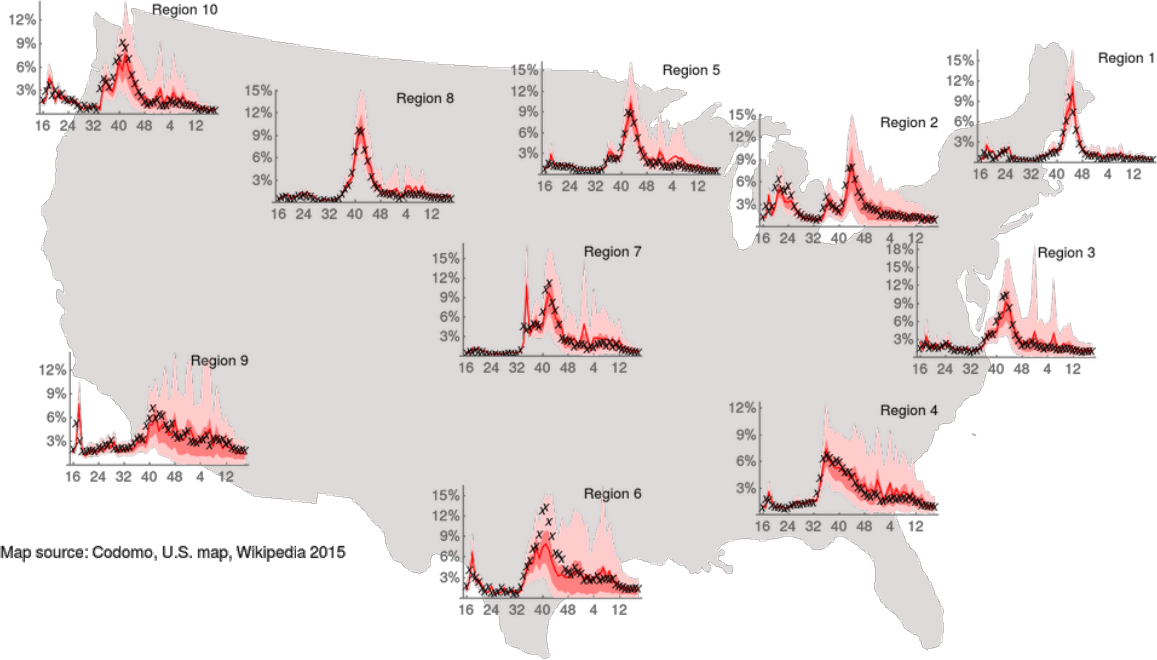 Region 10
12%
9%
6%
3%
16 24 32 40 48 4 12
Region 8
15%
12%
9%
6%
3%
16 24 32 40 48 4 12
Region 5
15%
12%
9%
6%
3%
16 24 32 40 48 4 12
Region 2
15%
12%
9%
6%
3%
16 24 32 40 48 4 12
Region 1
15%
12%
9%
6%
3%
16 24 32 40 48 4 12
Region 7
15%
12%
9%
6%
3%
16 24 32 40 48 4 12
Region 3
18%
15%
12%
9%
6%
3%
16 24 32 40 48 4 12
Region 9
12%
9%
6%
3%
16 24 32 40 48 4 12
Region 6
15%
12%
9%
6%
3%
16 24 32 40 48 4 12
Region 4
12%
9%
6%
3%
16 24 32 40 48 4 12
Map source: Codomo, U.S. map, Wikipedia 2015